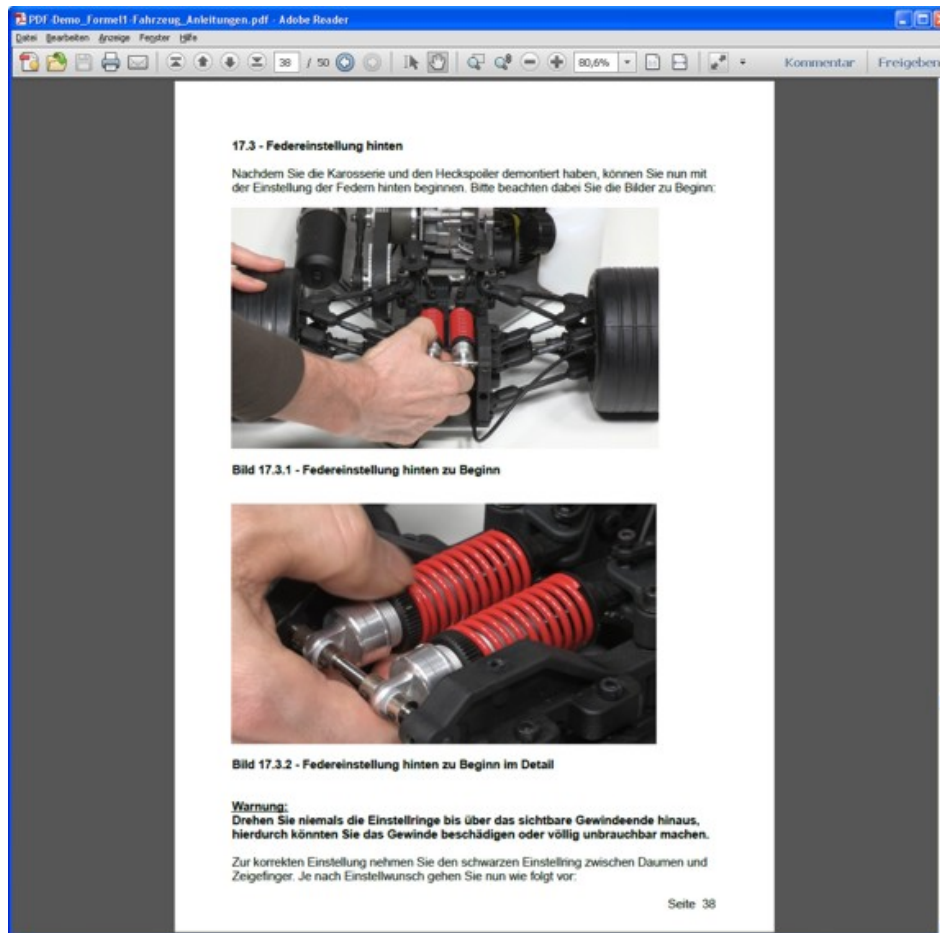 PDF-Demo_Formel1-Fahrzeug_Anleitungen.pdf - Adobe Reader
Datei Bearbeiten Anzeige Fenster Hilfe
38 / 50 80,6% Kommentar Freigeben
17.3 - Federeinstellung hinten
Nachdem Sie die Karosserie und den Heckspoiler demontiert haben, können Sie nun mit
der Einstellung der Federn hinten beginnen. Bitte beachten dabei Sie die Bilder zu Beginn:
Bild 17.3.1 - Federeinstellung hinten zu Beginn
Bild 17.3.2 - Federeinstellung hinten zu Beginn im Detail
Warnung:
Drehen Sie niemals die Einstellringe bis über das sichtbare Gewindeende hinaus,
hierdurch könnten Sie das Gewinde beschädigen oder völlig unbrauchbar machen.
Zur korrekten Einstellung nehmen Sie den schwarzen Einstellring zwischen Daumen und
Zeigefinger. Je nach Einstellwunsch gehen Sie nun wie folgt vor:
Seite 38